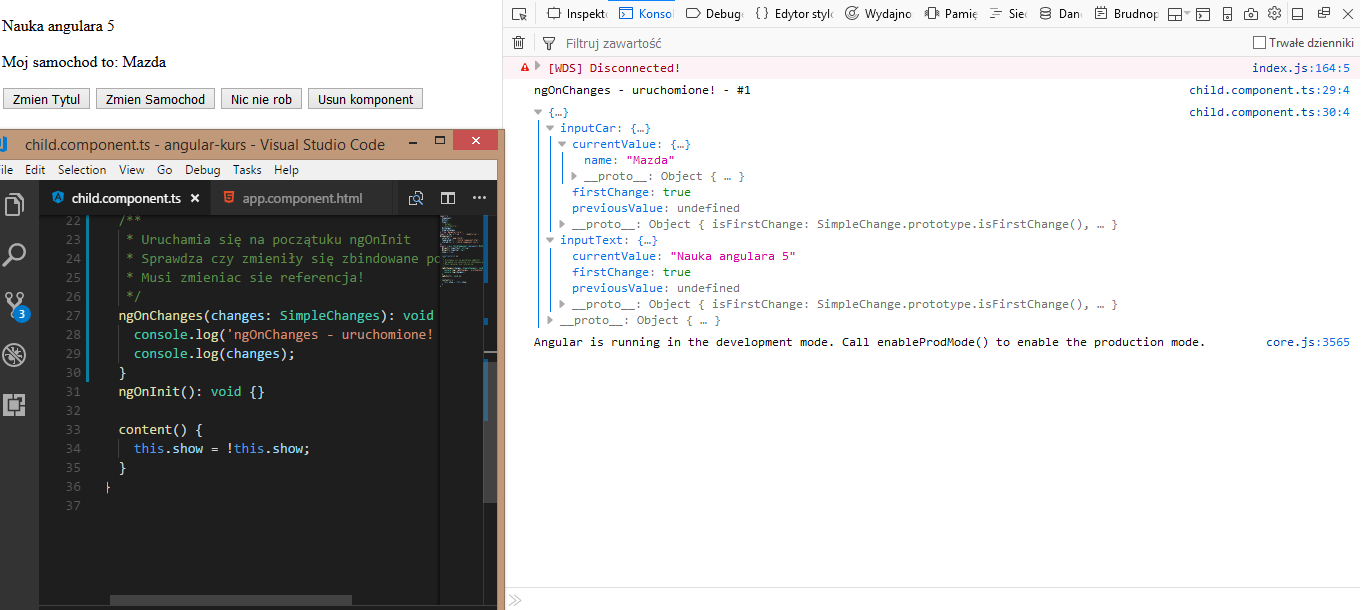 Nauka angulara 5
Moj samochod to: Mazda
Zmien Tytul Zmien Samochod Nic nie rob Usun komponent
child.component.ts - angular-kurs - Visual Studio Code
ile Edit Selection View Go Debug Tasks Help
child.component.ts app.component.html
22 /**
23 * Uruchamia się na początuku ngOnInit
24 * Sprawdza czy zmieniły się zbindowane po
25 * Musi zmieniac sie referencja!
26 */
27 ngOnChanges(changes: SimpleChanges): void
28 console.log('ngOnChanges - uruchomione!
29 console.log(changes);
30 }
31 ngOnInit(): void {}
32
33 content() {
34 this.show = !this.show;
35 }
36 }
37
3
Inspekt Konso Debug {} Edytor stylo Wydajno Pamię Sie Dan Brudnop
Filtruj zawartość Trwałe dzienniki
[WDS] Disconnected! index.js:164:5
ngOnChanges - uruchomione! - #1 child.component.ts:29:4
{…} child.component.ts:30:4
inputCar: {…}
currentValue: {…}
name: "Mazda"
__proto__: Object { … }
firstChange: true
previousValue: undefined
__proto__: Object { isFirstChange: SimpleChange.prototype.isFirstChange(), … }
inputText: {…}
currentValue: "Nauka angulara 5"
firstChange: true
previousValue: undefined
__proto__: Object { isFirstChange: SimpleChange.prototype.isFirstChange(), … }
__proto__: Object { … }
Angular is running in the development mode. Call enableProdMode() to enable the production mode. core.js:3565